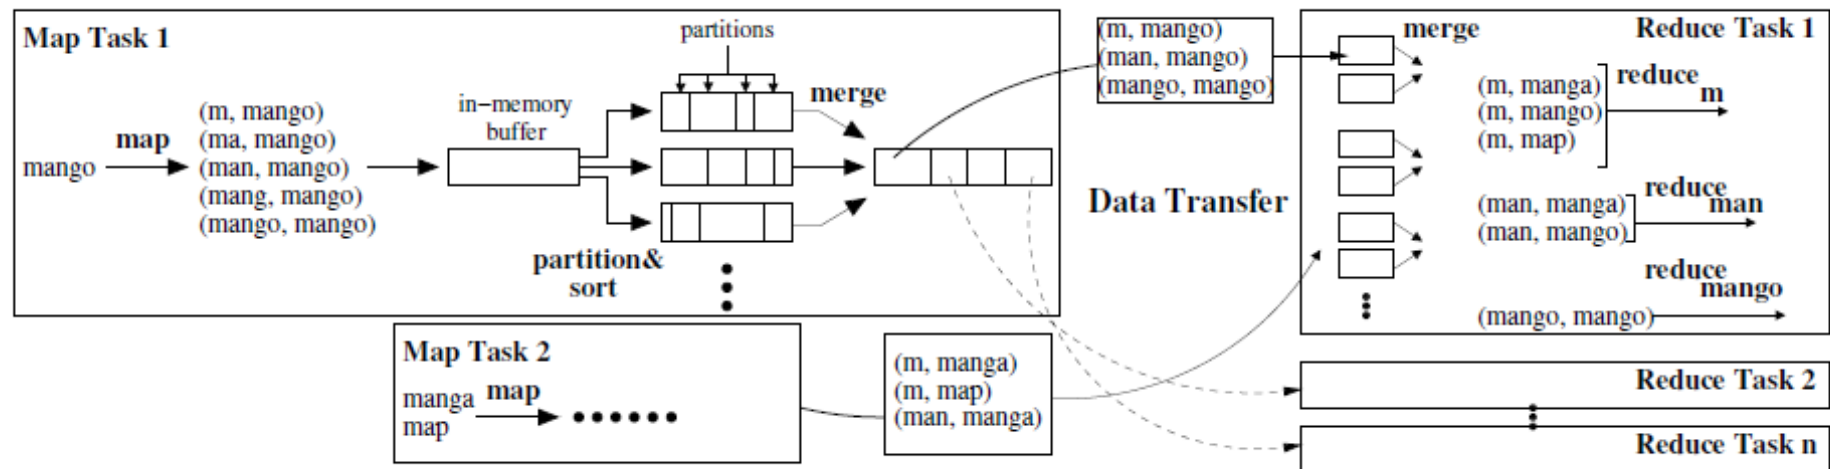 Map Task 1
mango
map
(m, mango)
(ma, mango)
(man, mango)
(mang, mango)
(mango, mango)
in-memory
buffer
partitions
merge
partition&
sort
(m, mango)
(man, mango)
(mango, mango)
Data Transfer
Map Task 2
manga
map
map
(m, manga)
(m, map)
(man, manga)
Reduce Task 1
merge
(m, manga)
(m, mango)
(m, map)
reduce
m
(man, manga)
(man, mango)
reduce
man
reduce
mango
(mango, mango)
Reduce Task 2
Reduce Task n